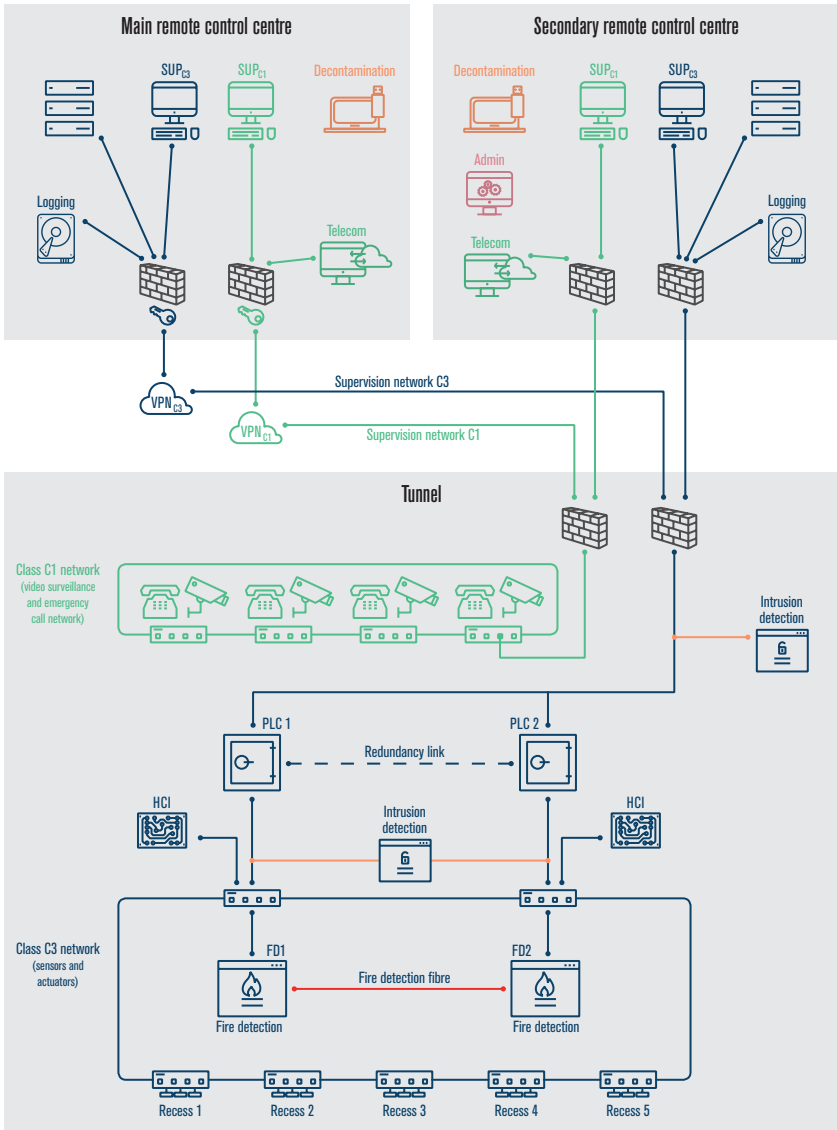 Main remote control centre
Secondary remote control centre
SUPC3
SUPC1
Decontamination
Decontamination
SUPC1
SUPC3
Admin
Logging
Telecom
Telecom
Logging
VPNC3
Supervision network C3
VPNC1
Supervision network C1
Tunnel
Class C1 network
(video surveillance
and emergency
call network)
Intrusion
detection
PLC 1
PLC 2
Redundancy link
HCI
Intrusion
detection
HCI
Class C3 network
(sensors and
actuators)
FD1
FD2
Fire detection fibre
Fire detection
Fire detection
Recess 1
Recess 2
Recess 3
Recess 4
Recess 5